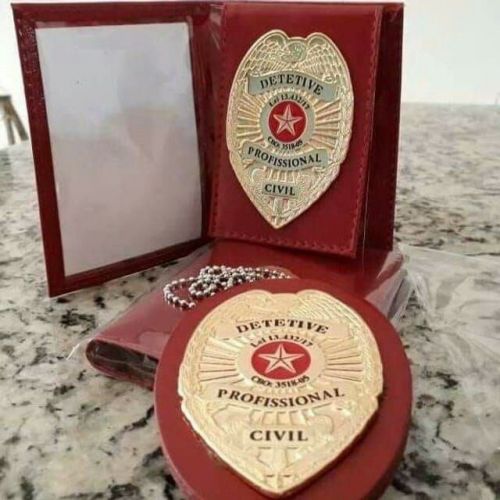 DETETIVE
Lei 13.432/17
CBO: 3518-05
PROFISSIONAL
CIVIL
DETETIVE
Lei 13.432/17
CBO: 3518-05
PROFISSIONAL
CIVIL